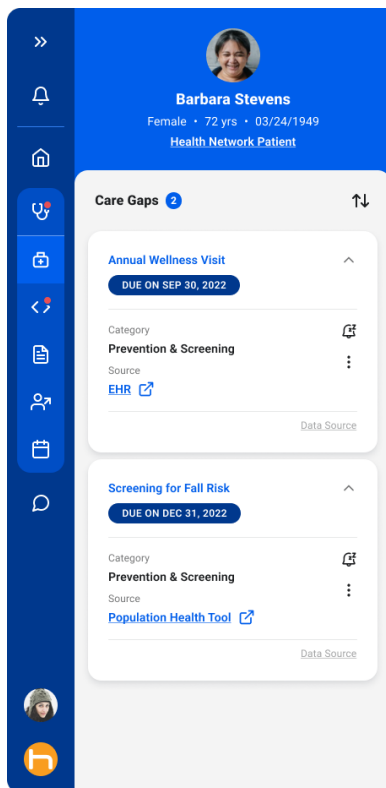 Barbara Stevens
Female • 72 yrs • 03/24/1949
Health Network Patient
Care Gaps 2
Annual Wellness Visit
DUE ON SEP 30, 2022
Category
Prevention & Screening
Source
EHR
Data Source
Screening for Fall Risk
DUE ON DEC 31, 2022
Category
Prevention & Screening
Source
Population Health Tool
Data Source